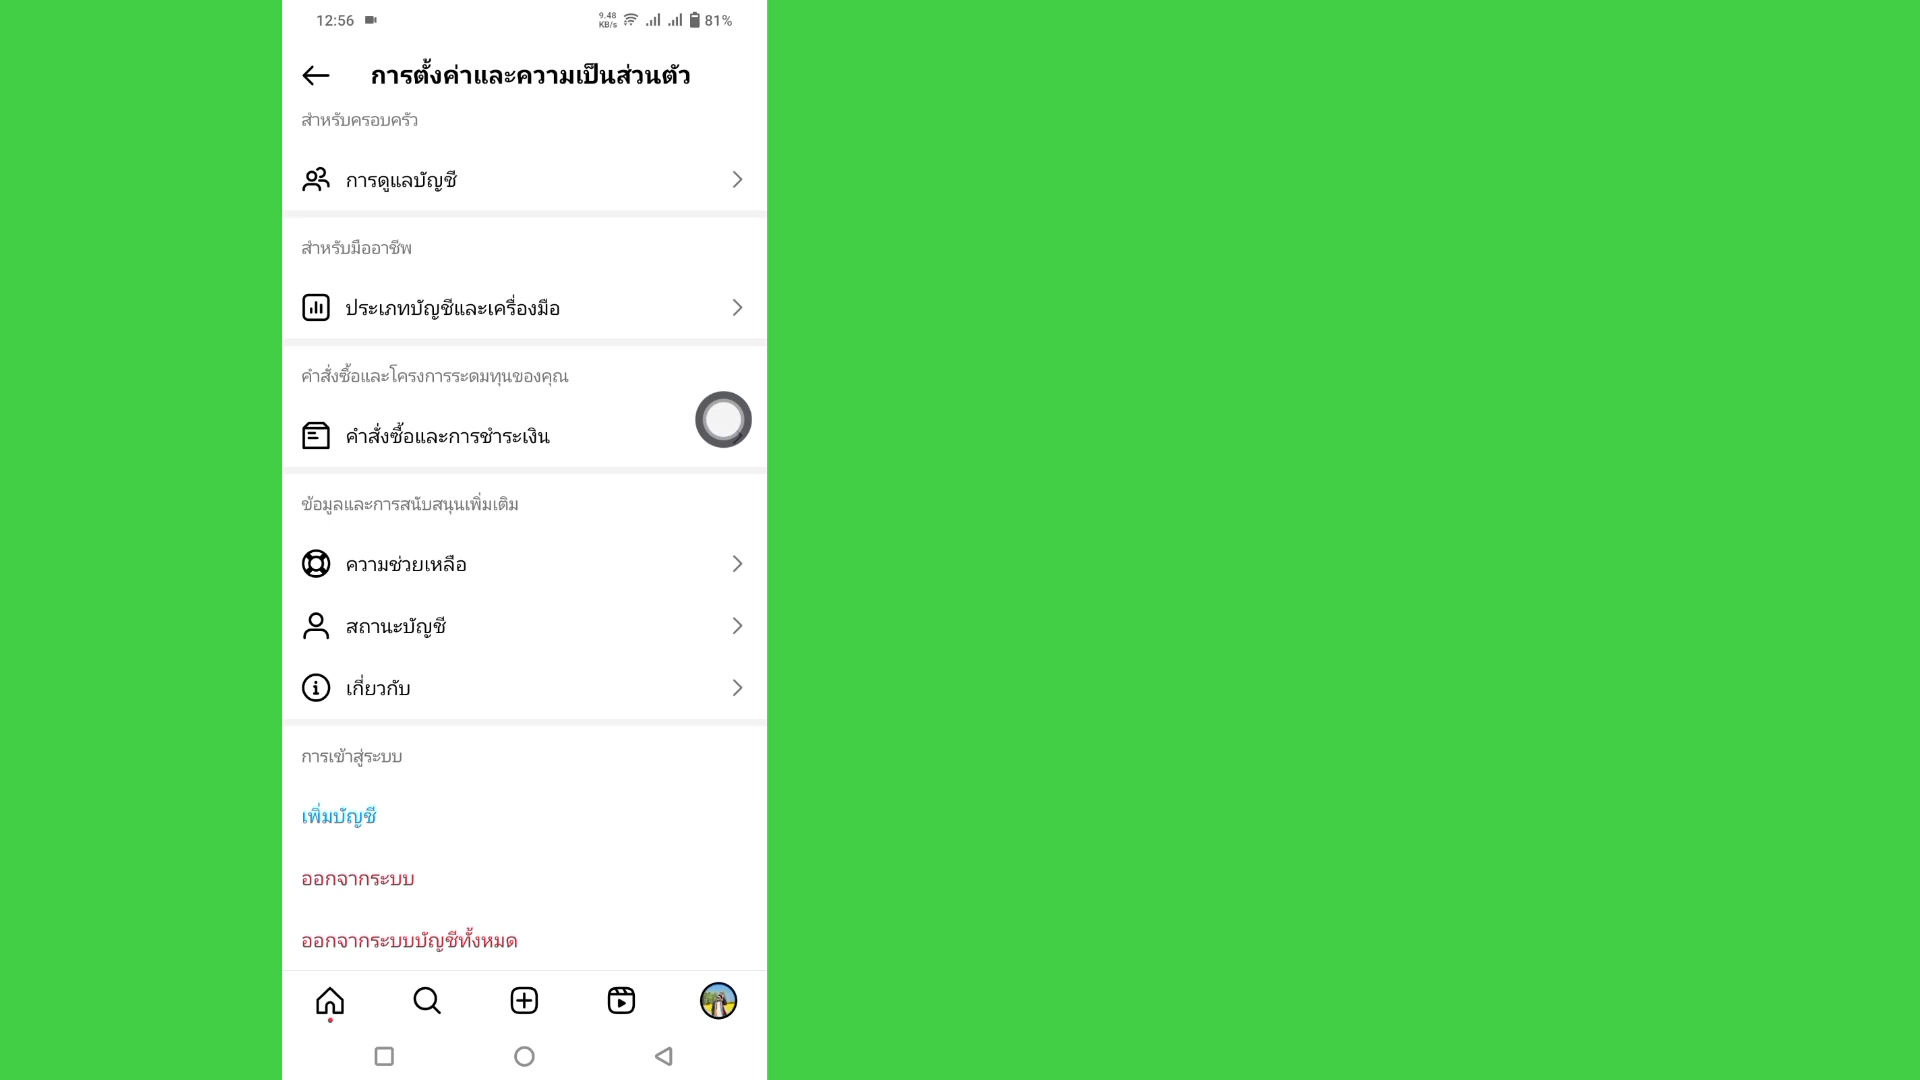 12:56
9.48
KB/s
81%
การตั้งค่าและความเป็นส่วนตัว
สำหรับครอบครัว
การดูแลบัญชี
สำหรับมืออาชีพ
ประเภทบัญชีและเครื่องมือ
คำสั่งซื้อและโครงการระดมทุนของคุณ
คำสั่งซื้อและการชำระเงิน
ข้อมูลและการสนับสนุนเพิ่มเติม
ความช่วยเหลือ
สถานะบัญชี
เกี่ยวกับ
การเข้าสู่ระบบ
เพิ่มบัญชี
ออกจากระบบ
ออกจากระบบบัญชีทั้งหมด